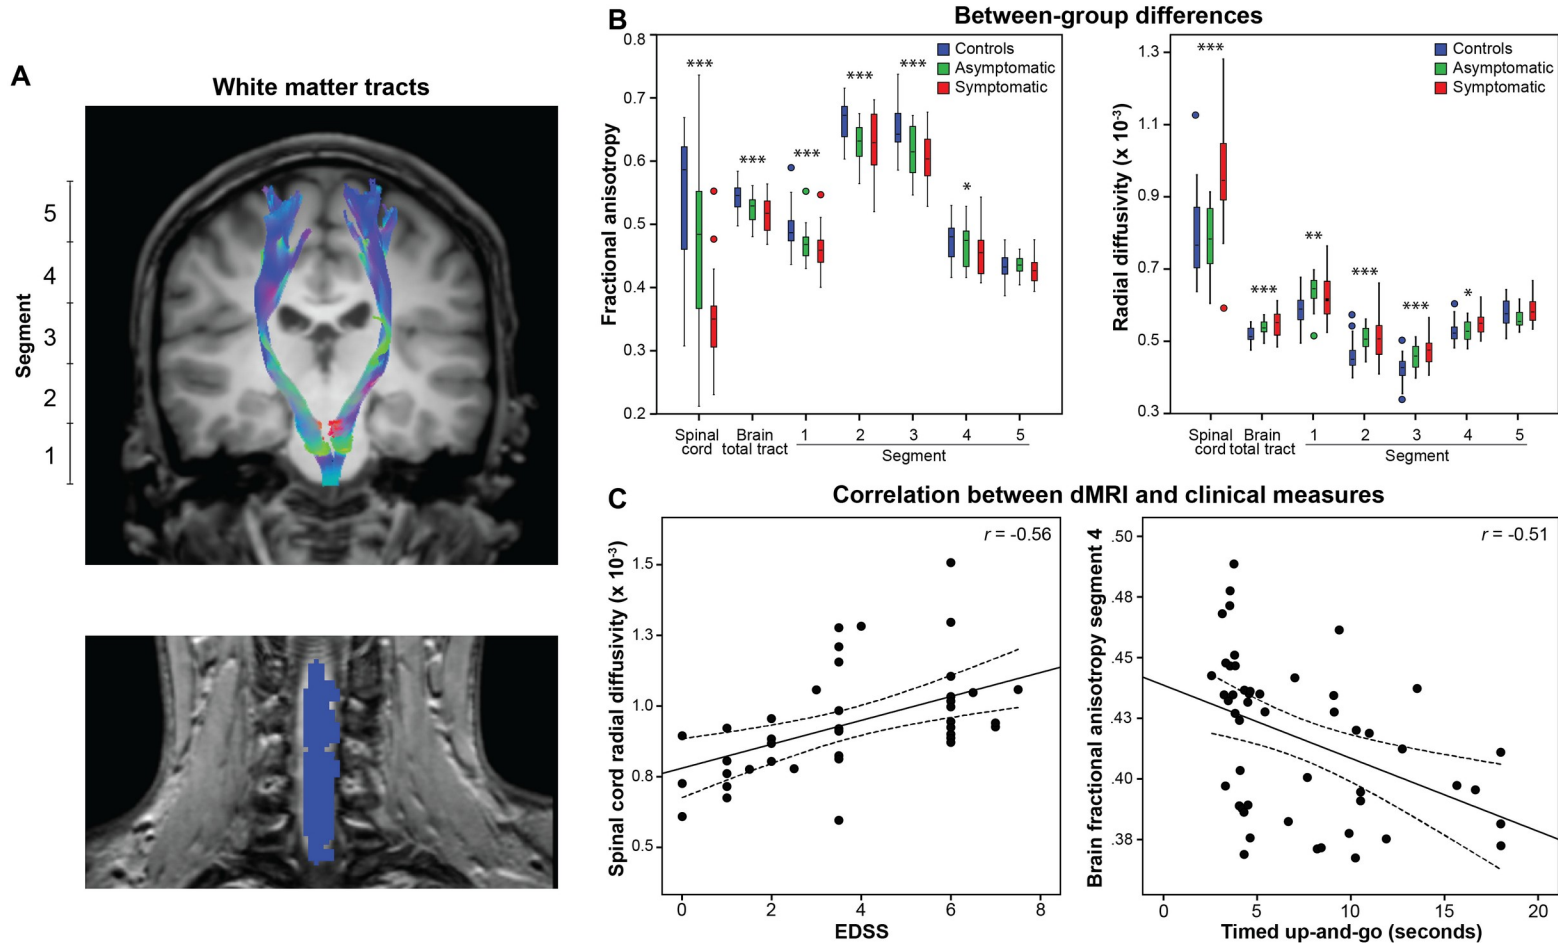 A
White matter tracts
Segment
5
4
3
2
1
B
Between-group differences
Fractional anisotropy
0.8
0.7
0.6
0.5
0.4
0.3
0.2
Controls
Asymptomatic
Symptomatic
***
***
***
***
***
*
Spinal cord
Brain total tract
1
2
3
4
5
Segment
Radial diffusivity (x 10⁻³)
1.3
1.1
0.9
0.7
0.5
0.3
Controls
Asymptomatic
Symptomatic
***
***
**
***
***
*
Spinal cord
Brain total tract
1
2
3
4
5
Segment
C
Correlation between dMRI and clinical measures
Spinal cord radial diffusivity (x 10⁻³)
1.5
1.3
1.0
0.8
0.5
r = -0.56
0
2
4
6
8
EDSS
Brain fractional anisotropy segment 4
.50
.48
.45
.43
.40
.38
r = -0.51
0
5
10
15
20
Timed up-and-go (seconds)